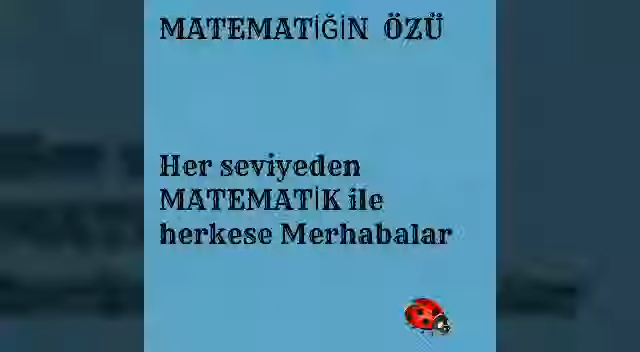 MATEMATİĞİN ÖZÜ
Her seviyeden
MATEMATİK ile
herkese Merhabalar